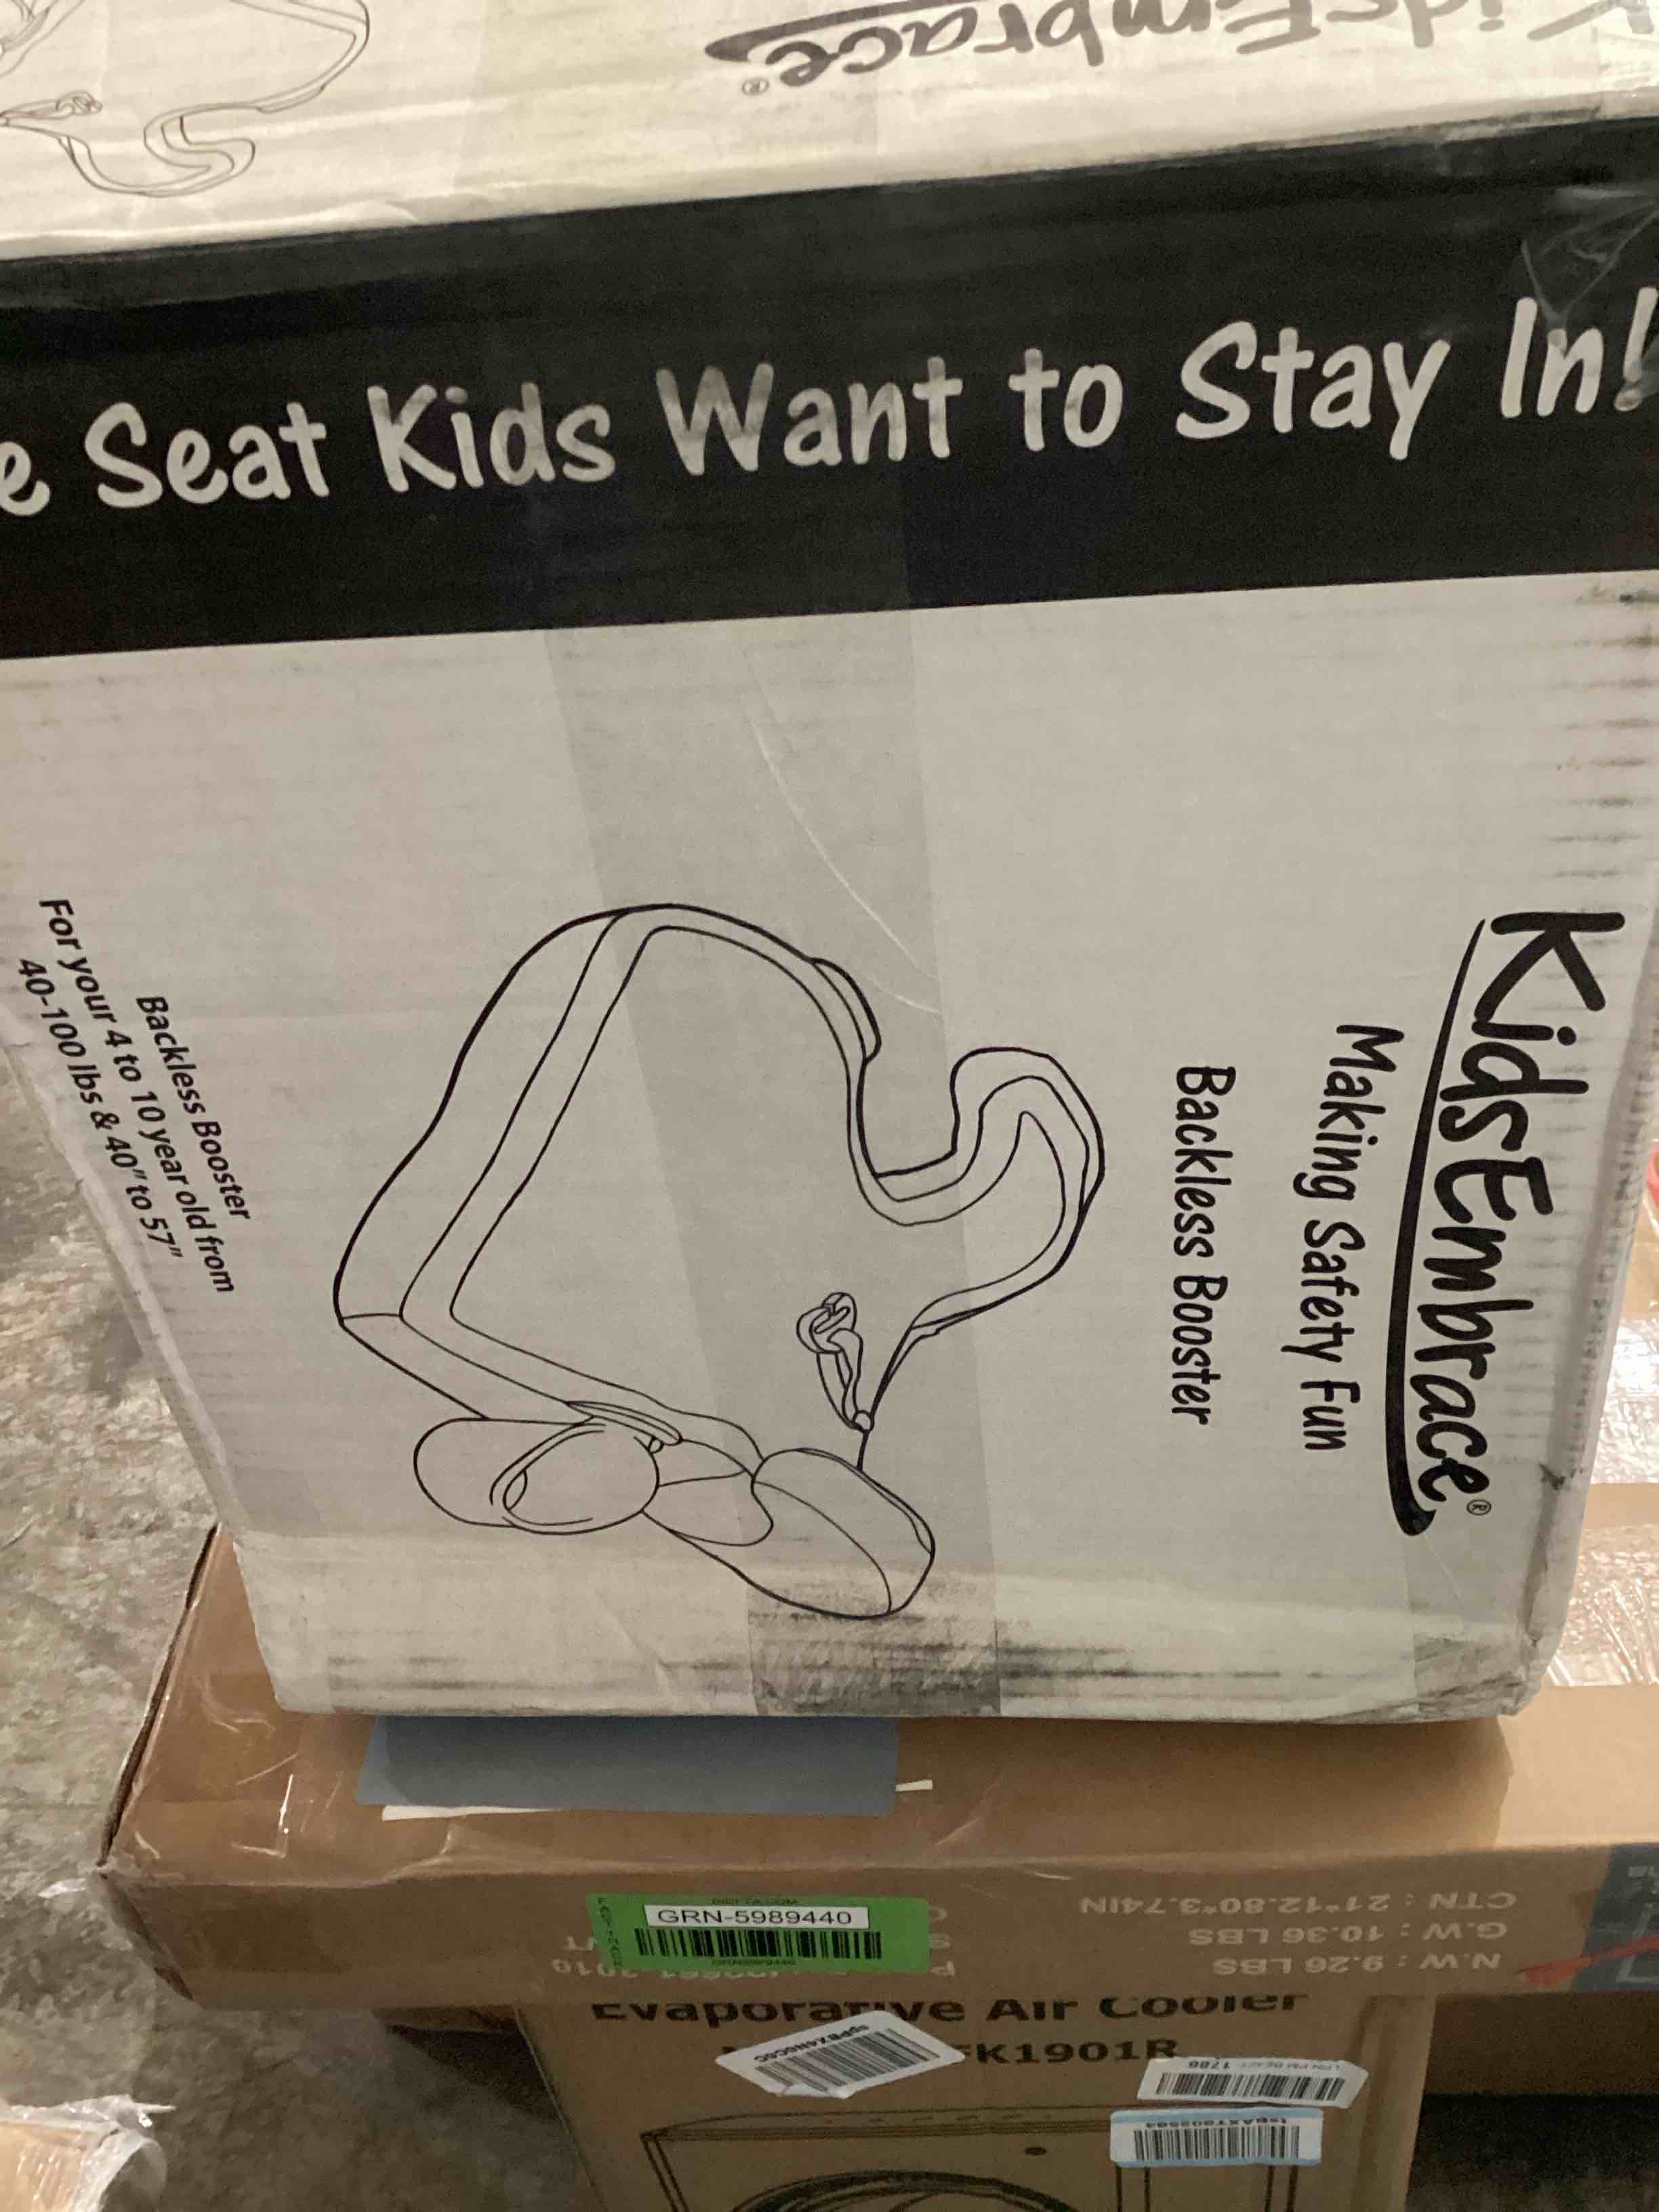 KidsEmbrace®
e Seat Kids Want to Stay In!
KidsEmbrace®
Making Safety Fun
Backless Booster
Backless Booster
For your 4 to 10 year old from
40-100 lbs & 40" to 57"
GRN-5989440
N.W : 9.26 LBS
G.W : 10.36 LBS
CTN : 21*12.80*3.74IN
Evaporative Air Cooler
FK1901R
1786